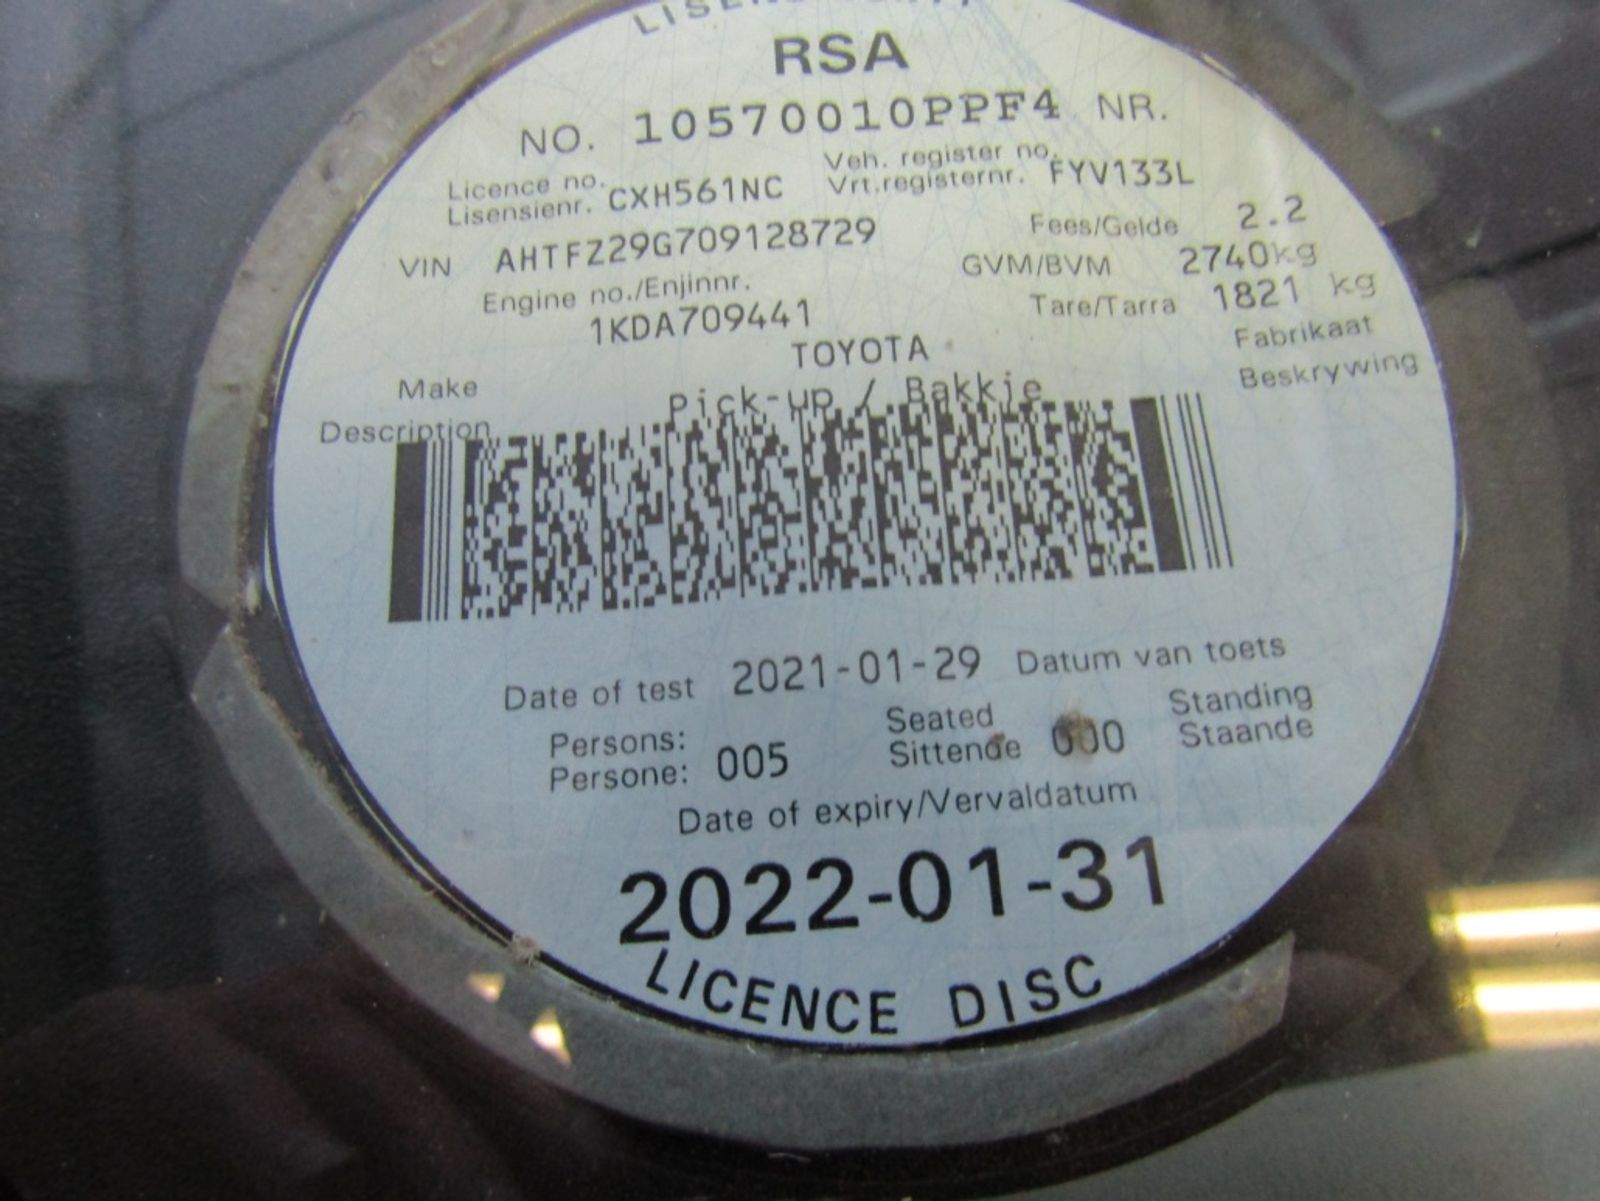 RSA
NO. 10570010PPF4 NR.
Licence no. Veh. register no.
Lisensienr. CXH561NC Vrt.registernr. FYV133L
VIN AHTFZ29G709128729 Fees/Gelde 2.2
Engine no./Enjinnr. GVM/BVM 2740kg
1KDA709441 Tare/Tarra 1821 kg
Make TOYOTA Fabrikaat
Description Pick-up / Bakkie Beskrywing
Date of test 2021-01-29 Datum van toets
Persons: Seated Standing
Persone: 005 Sittende 000 Staande
Date of expiry/Vervaldatum
2022-01-31
LICENCE DISC